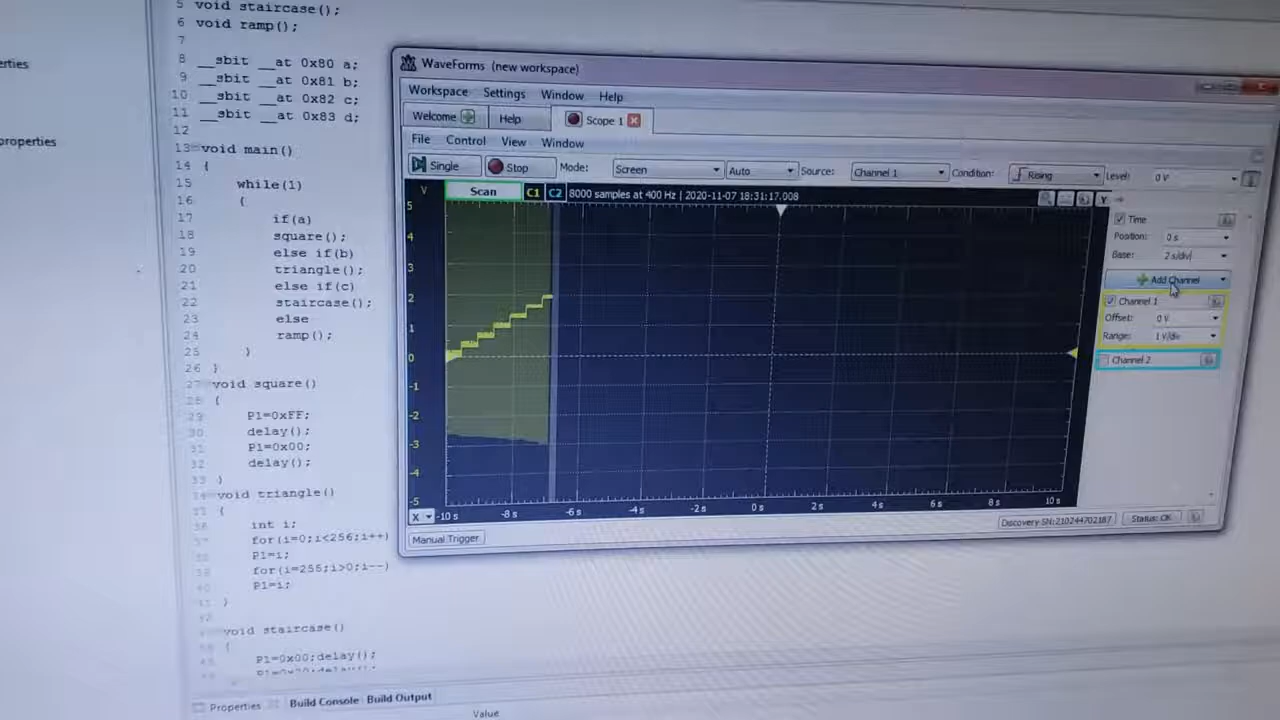 5 void staircase();
6 void ramp();
7
8 __sbit __at 0x80 a;
9 __sbit __at 0x81 b;
10 __sbit __at 0x82 c;
11 __sbit __at 0x83 d;
12
13 void main()
14 {
15 while(1)
16 {
17 if(a)
18 square();
19 else if(b)
20 triangle();
21 else if(c)
22 staircase();
23 else
24 ramp();
25 }
26 }
27 void square()
28 {
29 P1=0xFF;
30 delay();
31 P1=0x00;
32 delay();
33 }
34 void triangle()
{
int i;
for(i=0;i<256;i++)
P1=i;
for(i=255;i>0;i--)
P1=i;
}
void staircase()
{
P1=0x00;delay();
erties
properties
WaveForms (new workspace)
Workspace Settings Window Help
Welcome Help Scope 1
File Control View Window
Single Stop Mode: Screen Auto Source: Channel 1 Condition: Rising Level: 0 V
V Scan C1 C2 8000 samples at 400 Hz | 2020-11-07 18:31:17.008 Y
5
4
3
2
1
0
-1
-2
-3
-4
-5
X -10 s -8 s -6 s -4 s -2 s 0 s 2 s 4 s 6 s 8 s 10 s
Time
Position: 0 s
Base: 2 s/div
Add Channel
Channel 1
Offset: 0 V
Range: 1 V/div
Channel 2
Manual Trigger Discovery SN:210244702187 Status: OK
Properties Build Console Build Output
Value